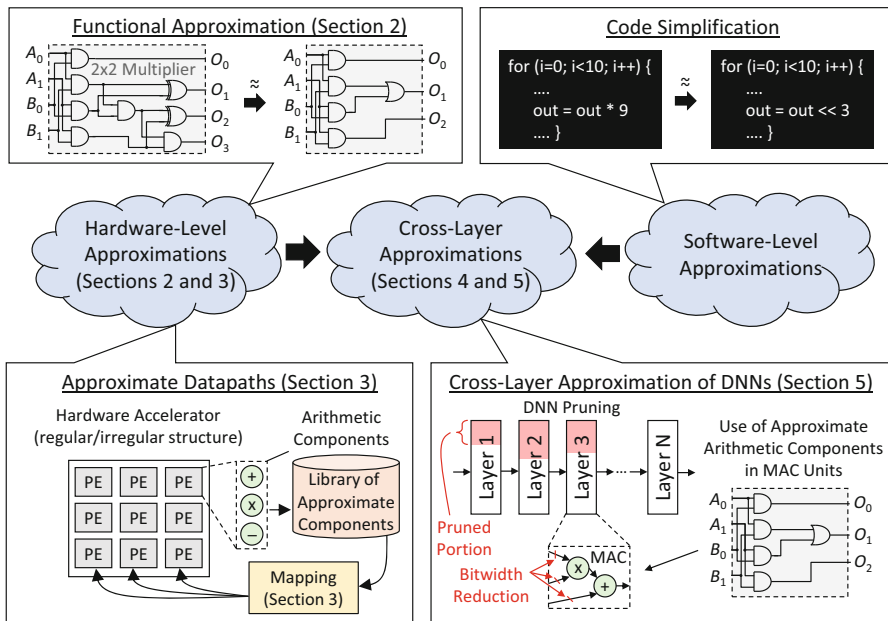 Functional Approximation (Section 2)
A0
A1
B0
B1
2x2 Multiplier
O0
O1
O2
O3
≈
A0
A1
B0
B1
O0
O1
O2
Code Simplification
for (i=0; i<10; i++) {
....
out = out * 9
.... }
≈
for (i=0; i<10; i++) {
....
out = out << 3
.... }
Hardware-Level
Approximations
(Sections 2 and 3)
Cross-Layer
Approximations
(Sections 4 and 5)
Software-Level
Approximations
Approximate Datapaths (Section 3)
Hardware Accelerator
(regular/irregular structure)
Arithmetic
Components
PE PE PE
PE PE PE
PE PE PE
+
x
−
Library of
Approximate
Components
Mapping
(Section 3)
Cross-Layer Approximation of DNNs (Section 5)
DNN Pruning
Layer 1
Layer 2
Layer 3
Layer N
Pruned
Portion
Bitwidth
Reduction
MAC
x
+
Use of Approximate
Arithmetic Components
in MAC Units
A0
A1
B0
B1
O0
O1
O2